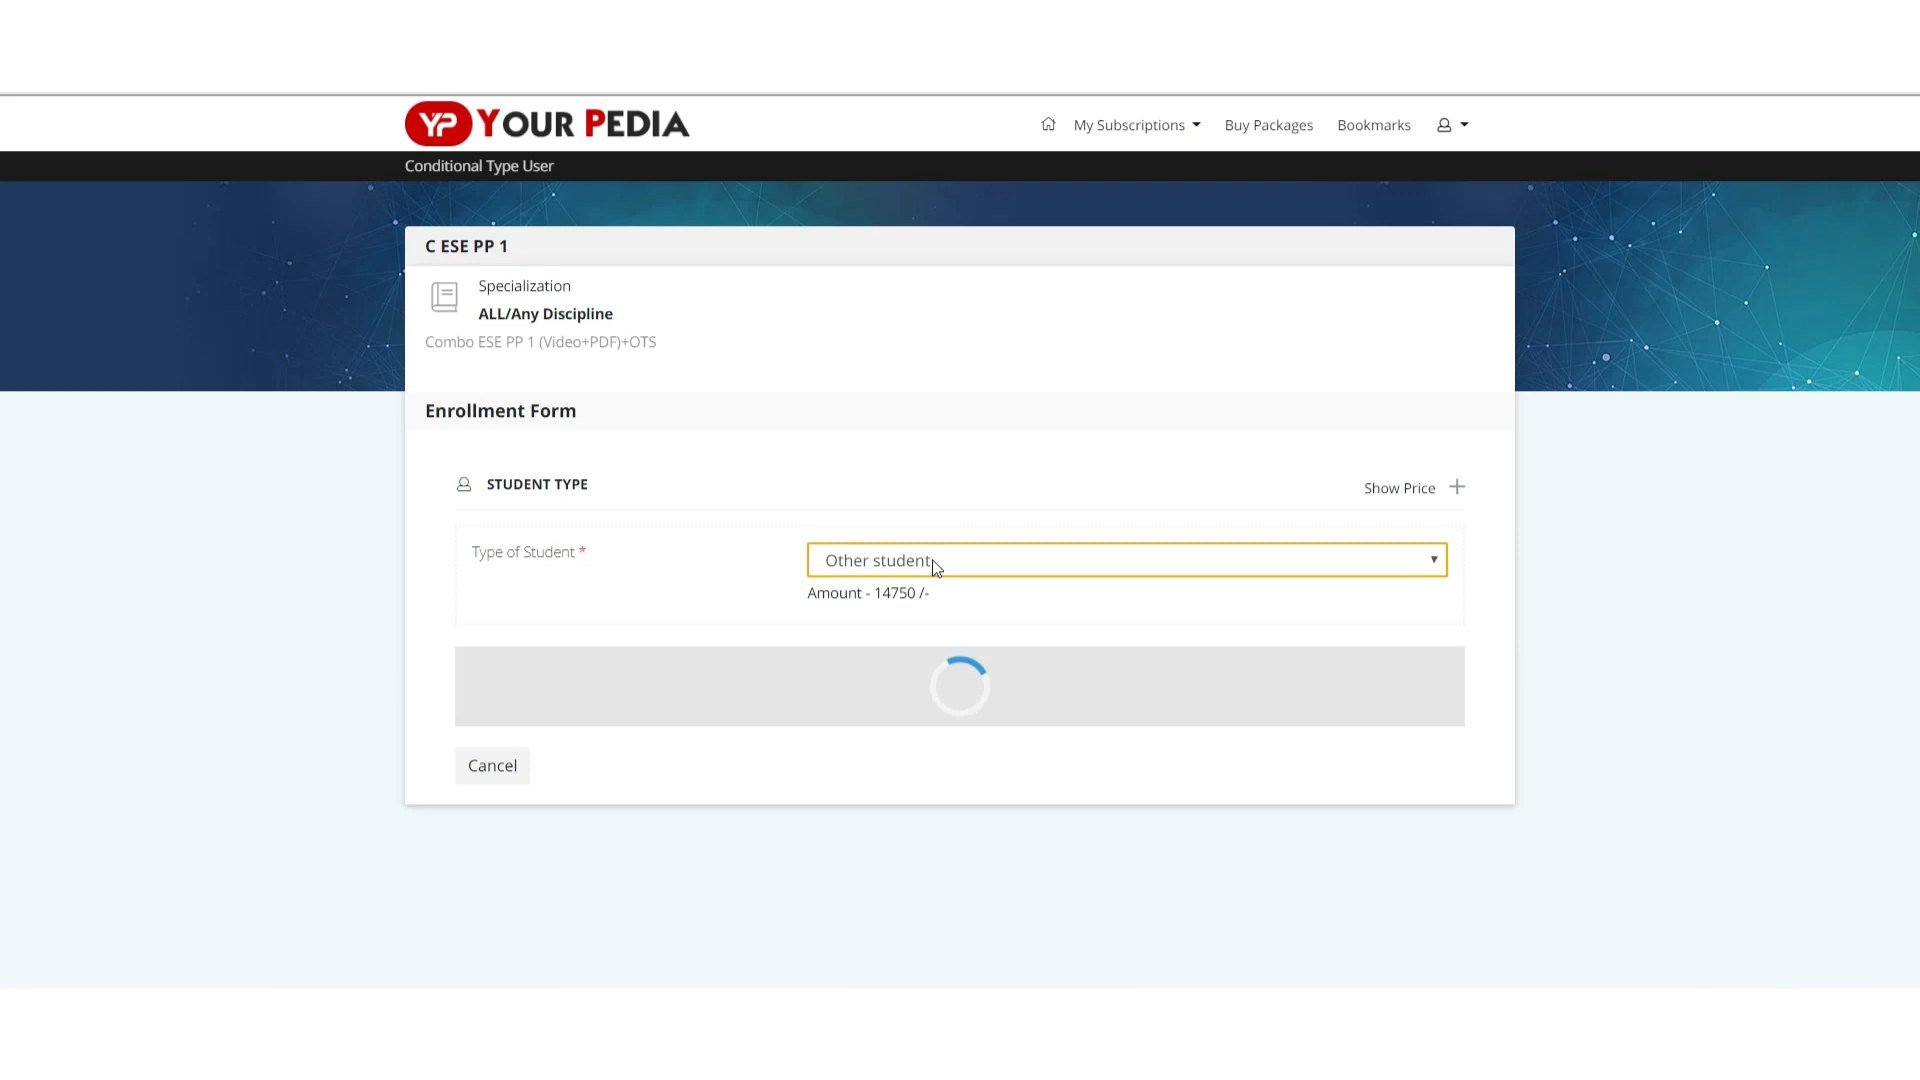 YP YOUR PEDIA
My Subscriptions
Buy Packages
Bookmarks
Conditional Type User
C ESE PP 1
Specialization
ALL/Any Discipline
Combo ESE PP 1 (Video+PDF)+OTS
Enrollment Form
STUDENT TYPE
Show Price
Type of Student *
Other student
Amount - 14750 /-
Cancel